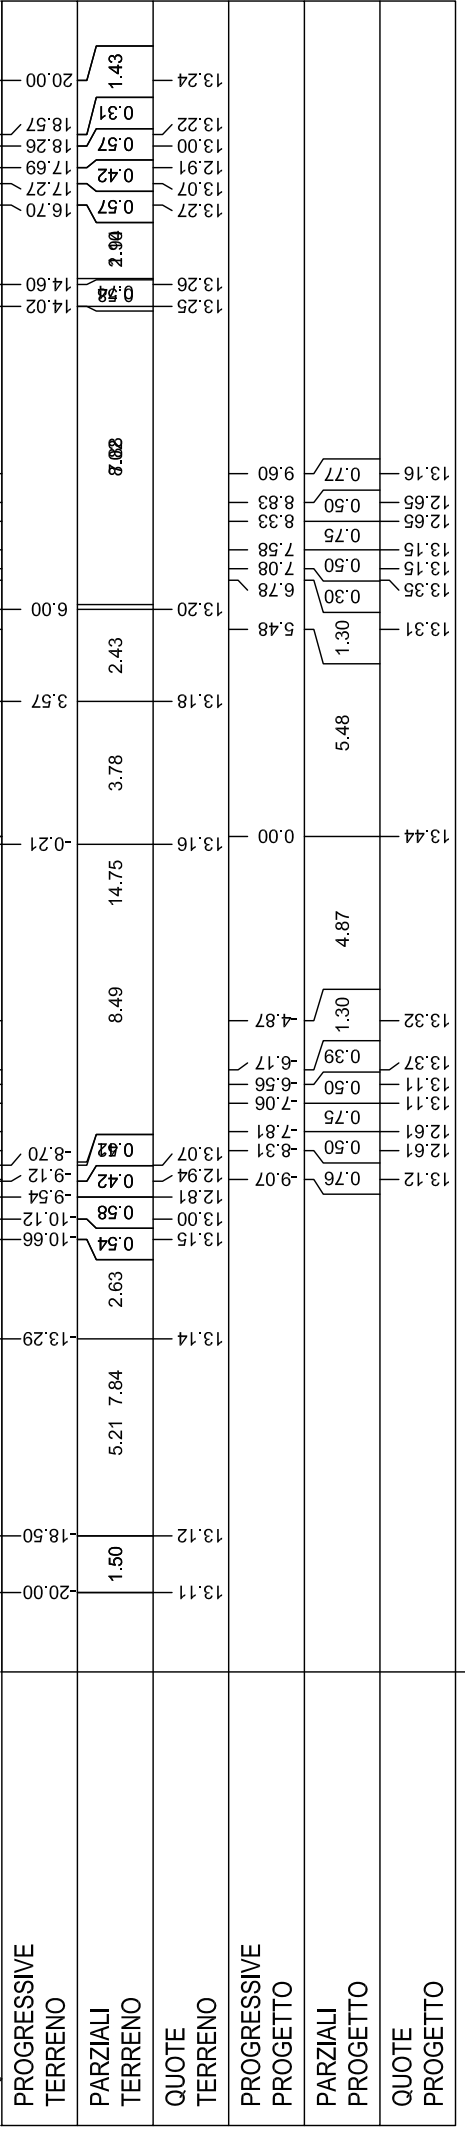 PROGRESSIVE
TERRENO
-20.00 -18.50 -13.29 -10.66 -10.12 -9.54 -9.12 -8.70 -0.21 3.57 6.00 14.02 14.60 16.70 17.27 17.69 18.26 18.57 20.00
PARZIALI
TERRENO
1.50 5.21 7.84 2.63 0.54 0.58 0.42 8.49 14.75 3.78 2.43 0.57 0.42 0.57 0.31 1.43
QUOTE
TERRENO
13.11 13.12 13.14 13.15 13.00 12.81 12.94 13.07 13.16 13.18 13.20 13.25 13.26 13.27 13.07 12.91 13.00 13.22 13.24
PROGRESSIVE
PROGETTO
-9.07 -8.31 -7.81 -7.06 -6.56 -6.17 -4.87 0.00 5.48 6.78 7.08 7.58 8.33 8.83 9.60
PARZIALI
PROGETTO
0.76 0.50 0.75 0.50 0.39 1.30 4.87 5.48 1.30 0.30 0.50 0.75 0.50 0.77
QUOTE
PROGETTO
13.12 12.61 12.61 13.11 13.11 13.37 13.32 13.44 13.31 13.35 13.15 13.15 12.65 12.65 13.16